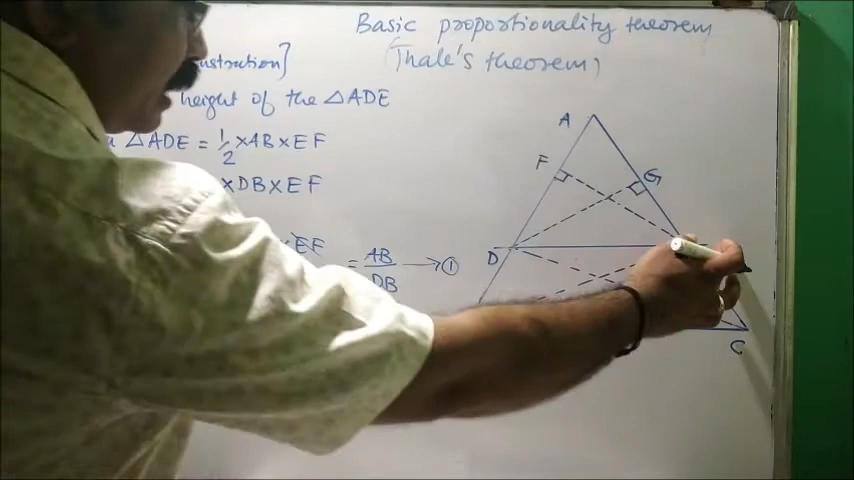 Basic proportionality theorem
(Thale's theorem)
height of the △ADE
△ADE = 1/2 ×AB×EF
×DB×EF
×EF = AB/DB → ①
A
F
G
D
C